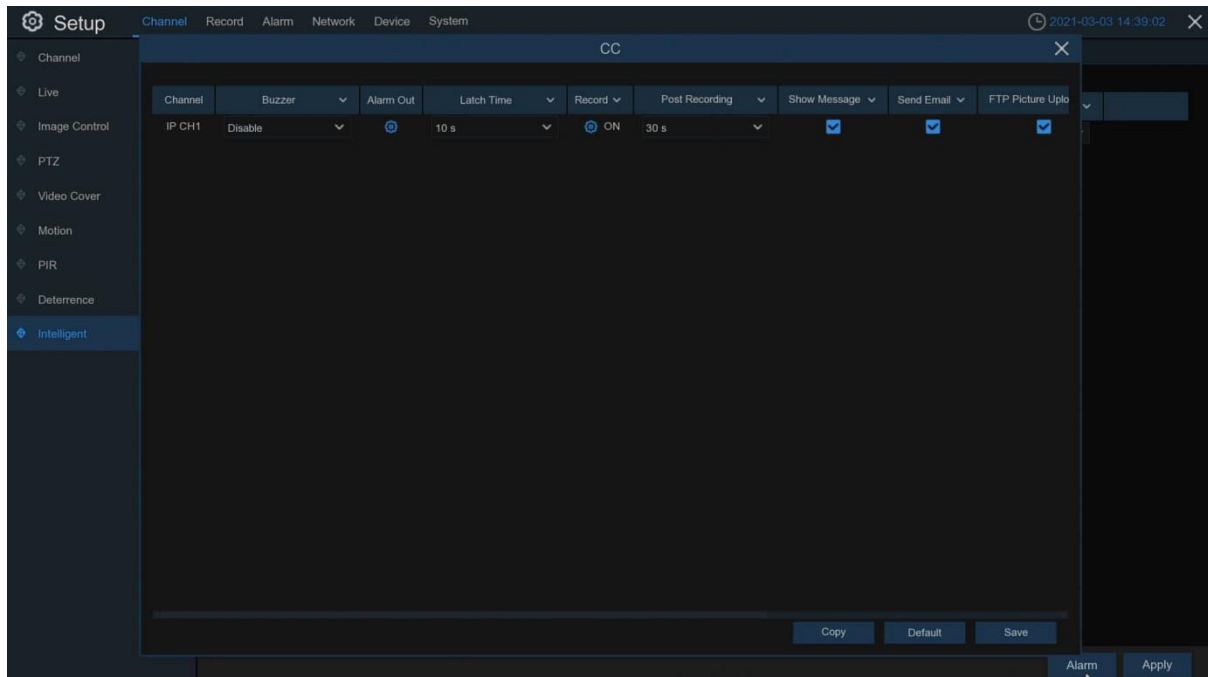 Setup Channel Record Alarm Network Device System 2021-03-03 14:39:02
CC
Channel
Live
Image Control
PTZ
Video Cover
Motion
PIR
Deterrence
Intelligent
Channel Buzzer Alarm Out Latch Time Record Post Recording Show Message Send Email FTP Picture Uplo
IP CH1 Disable 10 s ON 30 s
Copy Default Save
Alarm Apply